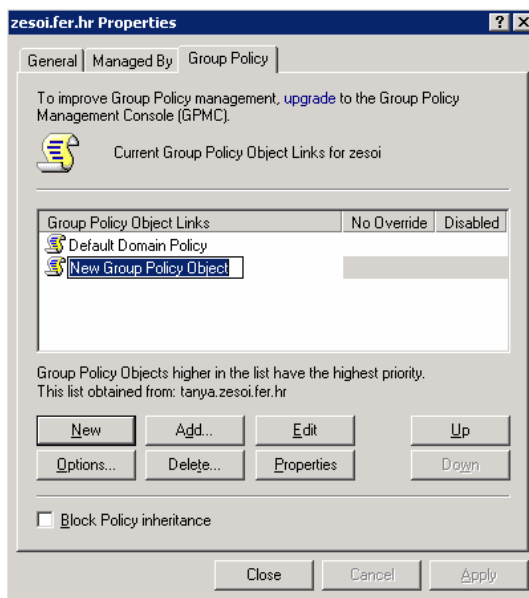 zesoi.fer.hr Properties
General Managed By Group Policy
To improve Group Policy management, upgrade to the Group Policy
Management Console (GPMC).
Current Group Policy Object Links for zesoi
Group Policy Object Links No Override Disabled
Default Domain Policy
New Group Policy Object
Group Policy Objects higher in the list have the highest priority.
This list obtained from: tanya.zesoi.fer.hr
New Add... Edit Up
Options... Delete... Properties Down
Block Policy inheritance
Close Cancel Apply